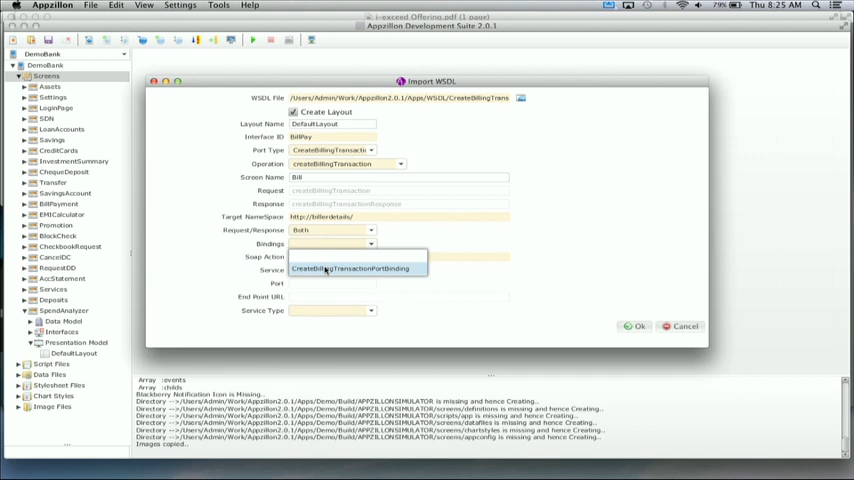 Appzillon File Edit View Settings Tools Help
79% Thu 8:25 AM
i-exceed Offering.pdf (1 page)
Appzillon Development Suite 2.0.1
DemoBank
DemoBank
Screens
Assets
Settings
LoginPage
SDN
LoanAccounts
Savings
CreditCards
InvestmentSummary
ChequeDeposit
Transfer
SavingsAccount
BillPayment
EMICalculator
Promotion
BlockCheck
CheckbookRequest
CancelDC
RequestDD
AccStatement
Services
Deposits
SpendAnalyzer
Data Model
Interfaces
Presentation Model
DefaultLayout
Script Files
Data Files
Stylesheet Files
Chart Styles
Image Files
Import WSDL
WSDL File /Users/Admin/Work/Appzillon2.0.1/Apps/WSDL/CreateBillingTrans
Create Layout
Layout Name DefaultLayout
Interface ID BillPay
Port Type CreateBillingTransacti
Operation createBillingTransaction
Screen Name Bill
Request createBillingTransaction
Response createBillingTransactionResponse
Target NameSpace http://billerdetails/
Request/Response Both
Bindings
Soap Action
Service CreateBillingTransactionPortBinding
Port
End Point URL
Service Type
Ok Cancel
Array :events
Array :childs
Blackberry Notification Icon is Missing..
Directory -->/Users/Admin/Work/Appzillon2.0.1/Apps/Demo/Build/APPZILLONSIMULATOR is missing and hence Creating..
Directory -->/Users/Admin/Work/Appzillon2.0.1/Apps/Demo/Build/APPZILLONSIMULATOR/screens/definitions is missing and hence Creating..
Directory -->/Users/Admin/Work/Appzillon2.0.1/Apps/Demo/Build/APPZILLONSIMULATOR/scripts/app is missing and hence Creating..
Directory -->/Users/Admin/Work/Appzillon2.0.1/Apps/Demo/Build/APPZILLONSIMULATOR/screens/datafiles is missing and hence Creating..
Directory -->/Users/Admin/Work/Appzillon2.0.1/Apps/Demo/Build/APPZILLONSIMULATOR/screens/chartstyles is missing and hence Creating..
Directory -->/Users/Admin/Work/Appzillon2.0.1/Apps/Demo/Build/APPZILLONSIMULATOR/screens/appconfig is missing and hence Creating..
Images copied..